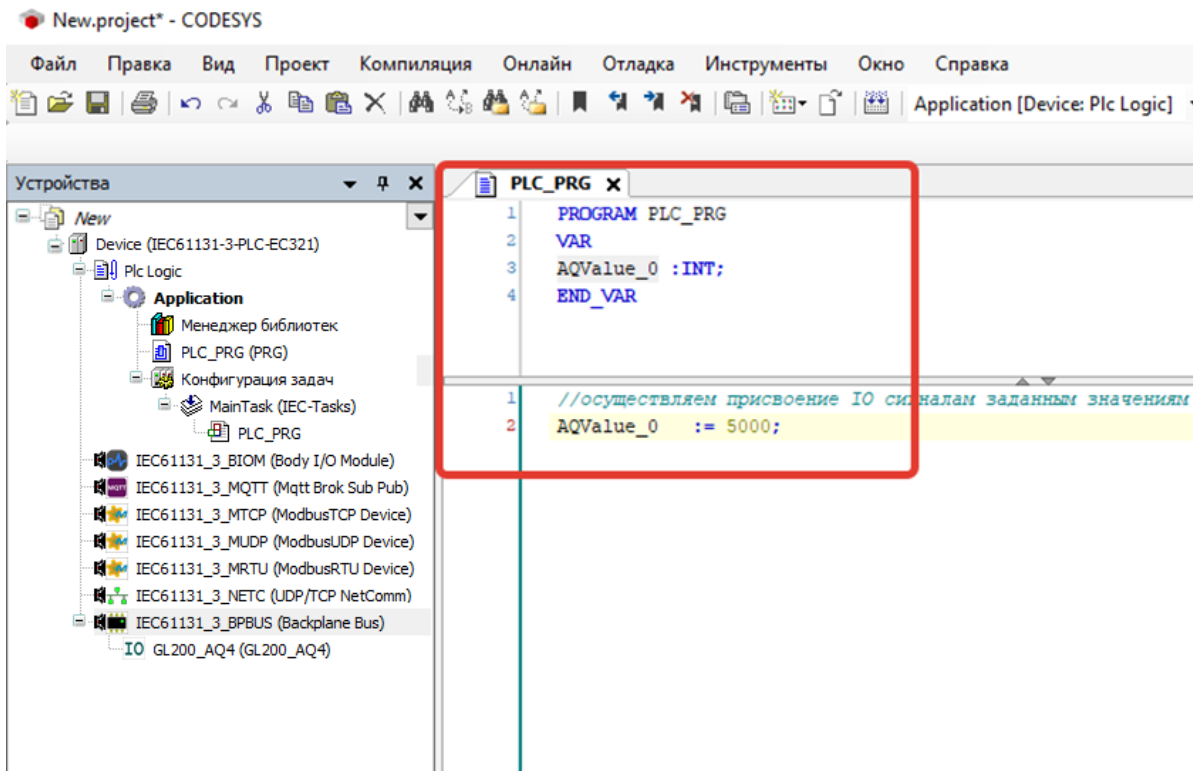 New.project* - CODESYS
Файл Правка Вид Проект Компиляция Онлайн Отладка Инструменты Окно Справка
Application [Device: Plc Logic]
Устройства
New
Device (IEC61131-3-PLC-EC321)
Plc Logic
Application
Менеджер библиотек
PLC_PRG (PRG)
Конфигурация задач
MainTask (IEC-Tasks)
PLC_PRG
IEC61131_3_BIOM (Body I/O Module)
IEC61131_3_MQTT (Mqtt Brok Sub Pub)
IEC61131_3_MTCP (ModbusTCP Device)
IEC61131_3_MUDP (ModbusUDP Device)
IEC61131_3_MRTU (ModbusRTU Device)
IEC61131_3_NETC (UDP/TCP NetComm)
IEC61131_3_BPBUS (Backplane Bus)
IO GL200_AQ4 (GL200_AQ4)
PLC_PRG
1 PROGRAM PLC_PRG
2 VAR
3 AQValue_0 :INT;
4 END_VAR
1 //осуществляем присвоение IO сигналам заданным значениям
2 AQValue_0 := 5000;